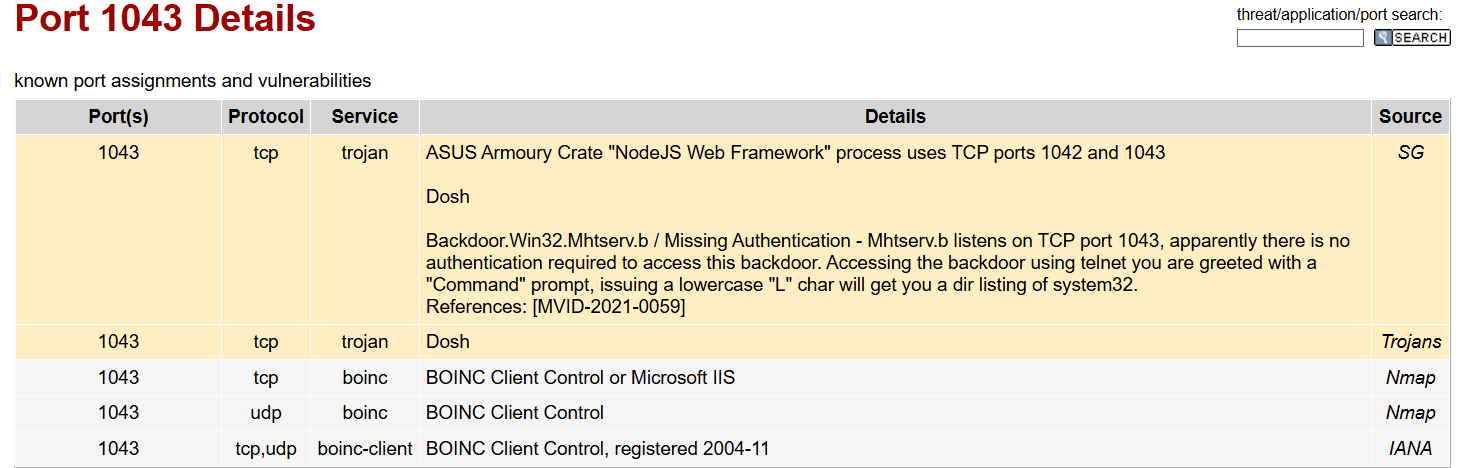 Port 1043 Details
threat/application/port search:
SEARCH
known port assignments and vulnerabilities
Port(s) Protocol Service Details Source
1043 tcp trojan ASUS Armoury Crate "NodeJS Web Framework" process uses TCP ports 1042 and 1043 SG
Dosh
Backdoor.Win32.Mhtserv.b / Missing Authentication - Mhtserv.b listens on TCP port 1043, apparently there is no
authentication required to access this backdoor. Accessing the backdoor using telnet you are greeted with a
"Command" prompt, issuing a lowercase "L" char will get you a dir listing of system32.
References: [MVID-2021-0059]
1043 tcp trojan Dosh Trojans
1043 tcp boinc BOINC Client Control or Microsoft IIS Nmap
1043 udp boinc BOINC Client Control Nmap
1043 tcp,udp boinc-client BOINC Client Control, registered 2004-11 IANA